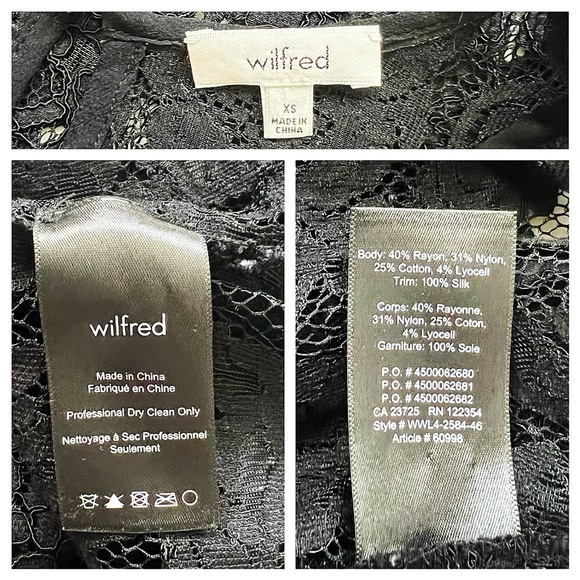 wilfred
XS
MADE IN
CHINA
wilfred
Made in China
Fabriqué en Chine
Professional Dry Clean Only
Nettoyage à Sec Professionnel
Seulement
Body: 40% Rayon, 31% Nylon,
25% Cotton, 4% Lyocell
Trim: 100% Silk
Corps: 40% Rayonne,
31% Nylon, 25% Coton,
4% Lyocell
Garniture: 100% Soie
P.O. # 4500062680
P.O. # 4500062681
P.O. # 4500062682
CA 23725 RN 122354
Style # WWL4-2584-46
Article # 60998